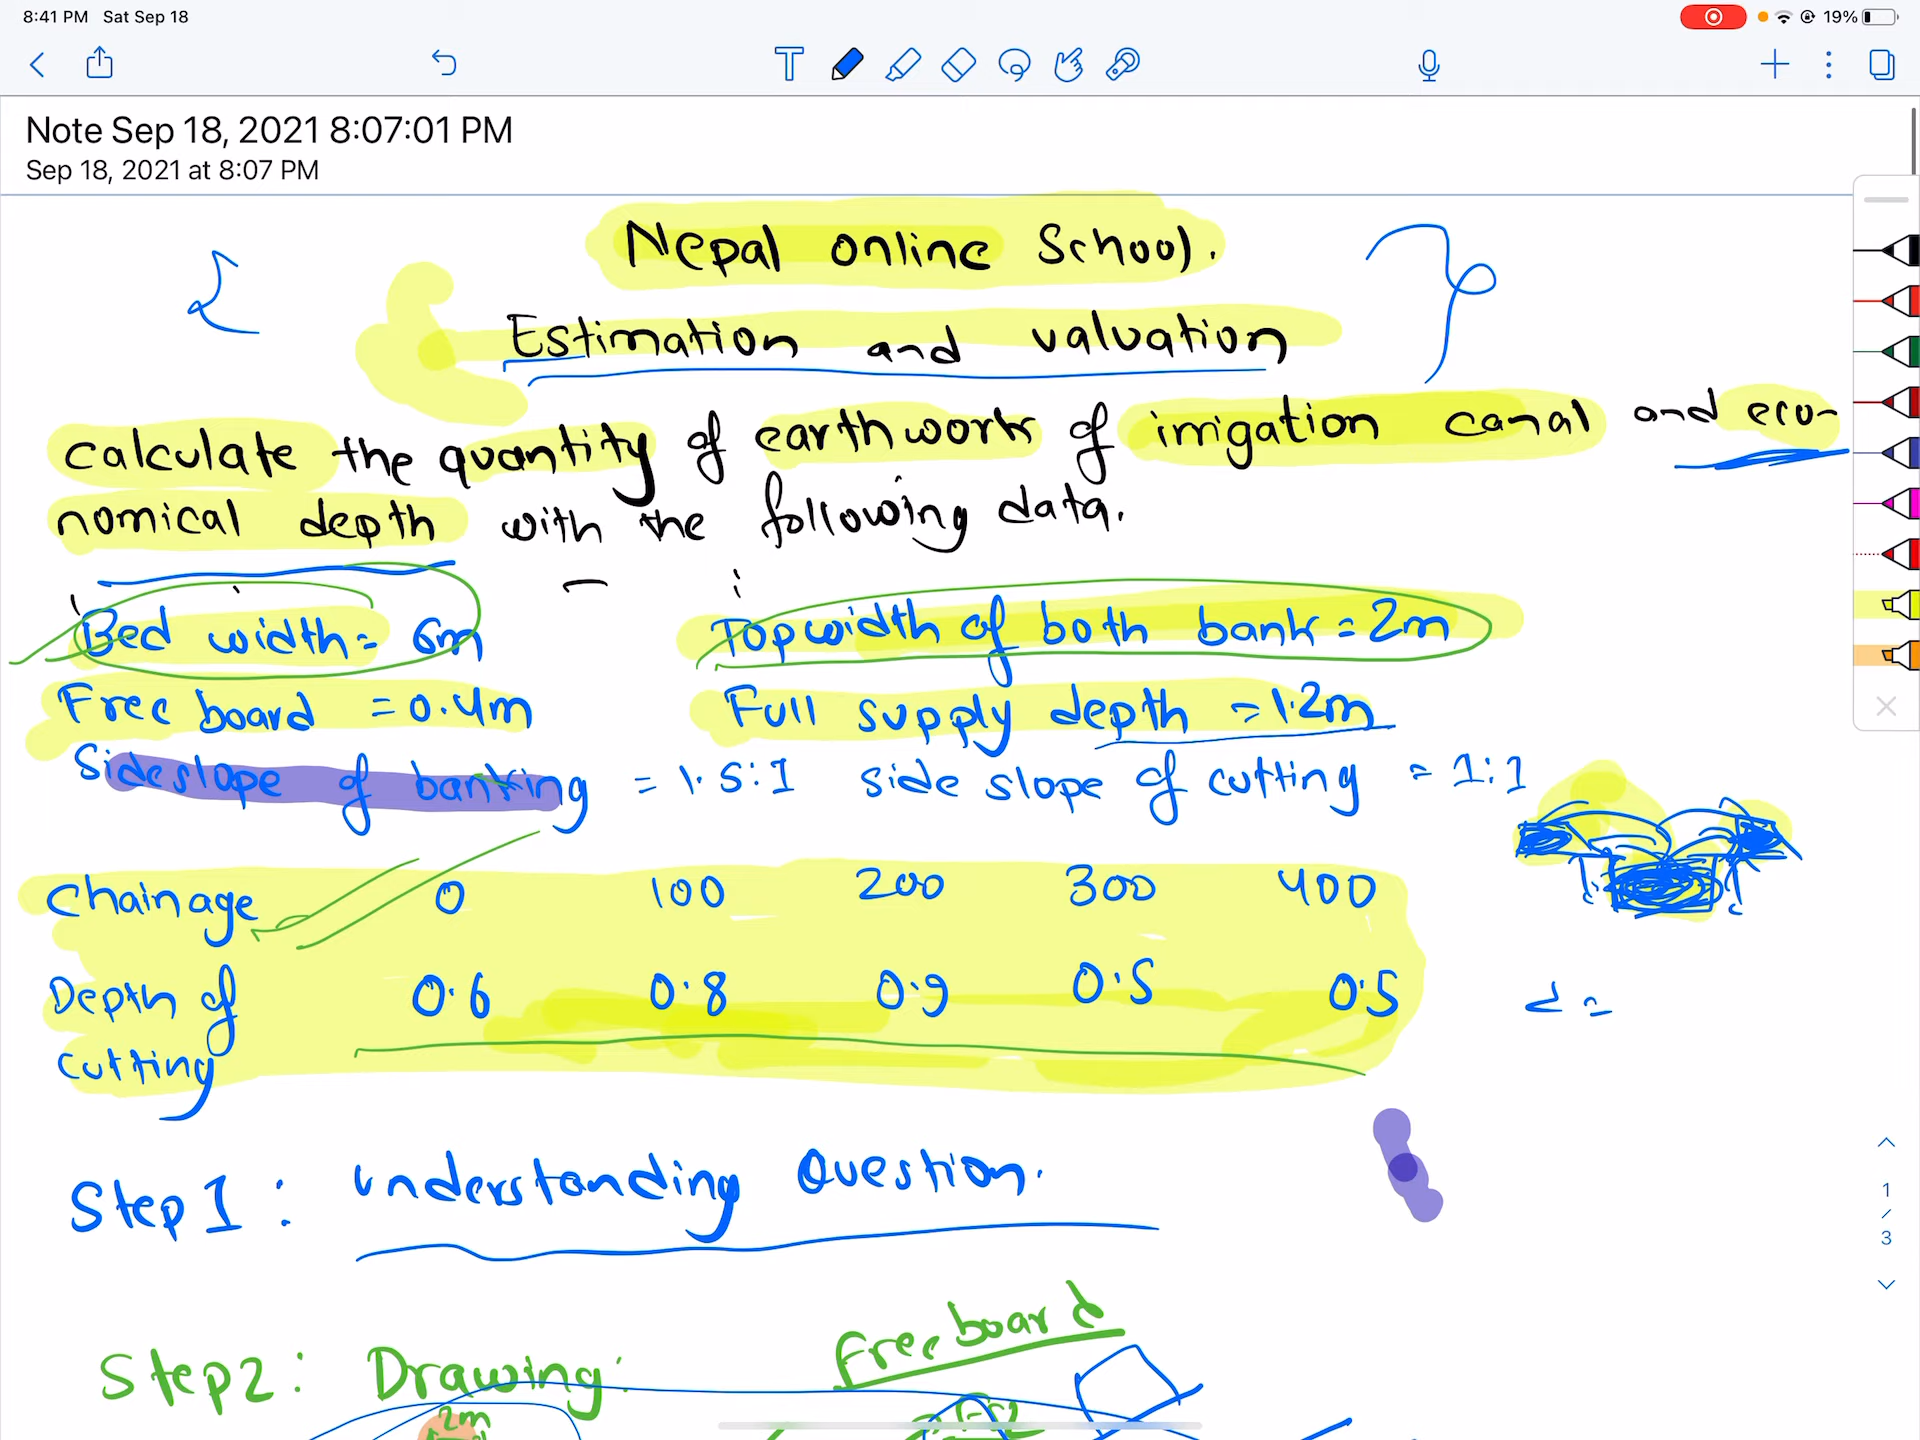 8:41 PM Sat Sep 18
19%
Note Sep 18, 2021 8:07:01 PM
Sep 18, 2021 at 8:07 PM
Nepal online School.
Estimation and valuation
calculate the quantity of earthwork of irrigation canal and eco-
nomical depth with the following data.
Bed width = 6m Top width of both bank = 2m
Free board = 0.4m Full supply depth = 1.2m
Side slope of banking = 1.5:1 side slope of cutting = 1:1
Chainage 0 100 200 300 400
Depth of cutting 0.6 0.8 0.9 0.5 0.5
d =
Step 1 : understanding Question.
1
/
3
Step 2 : Drawing :
Free board
2m